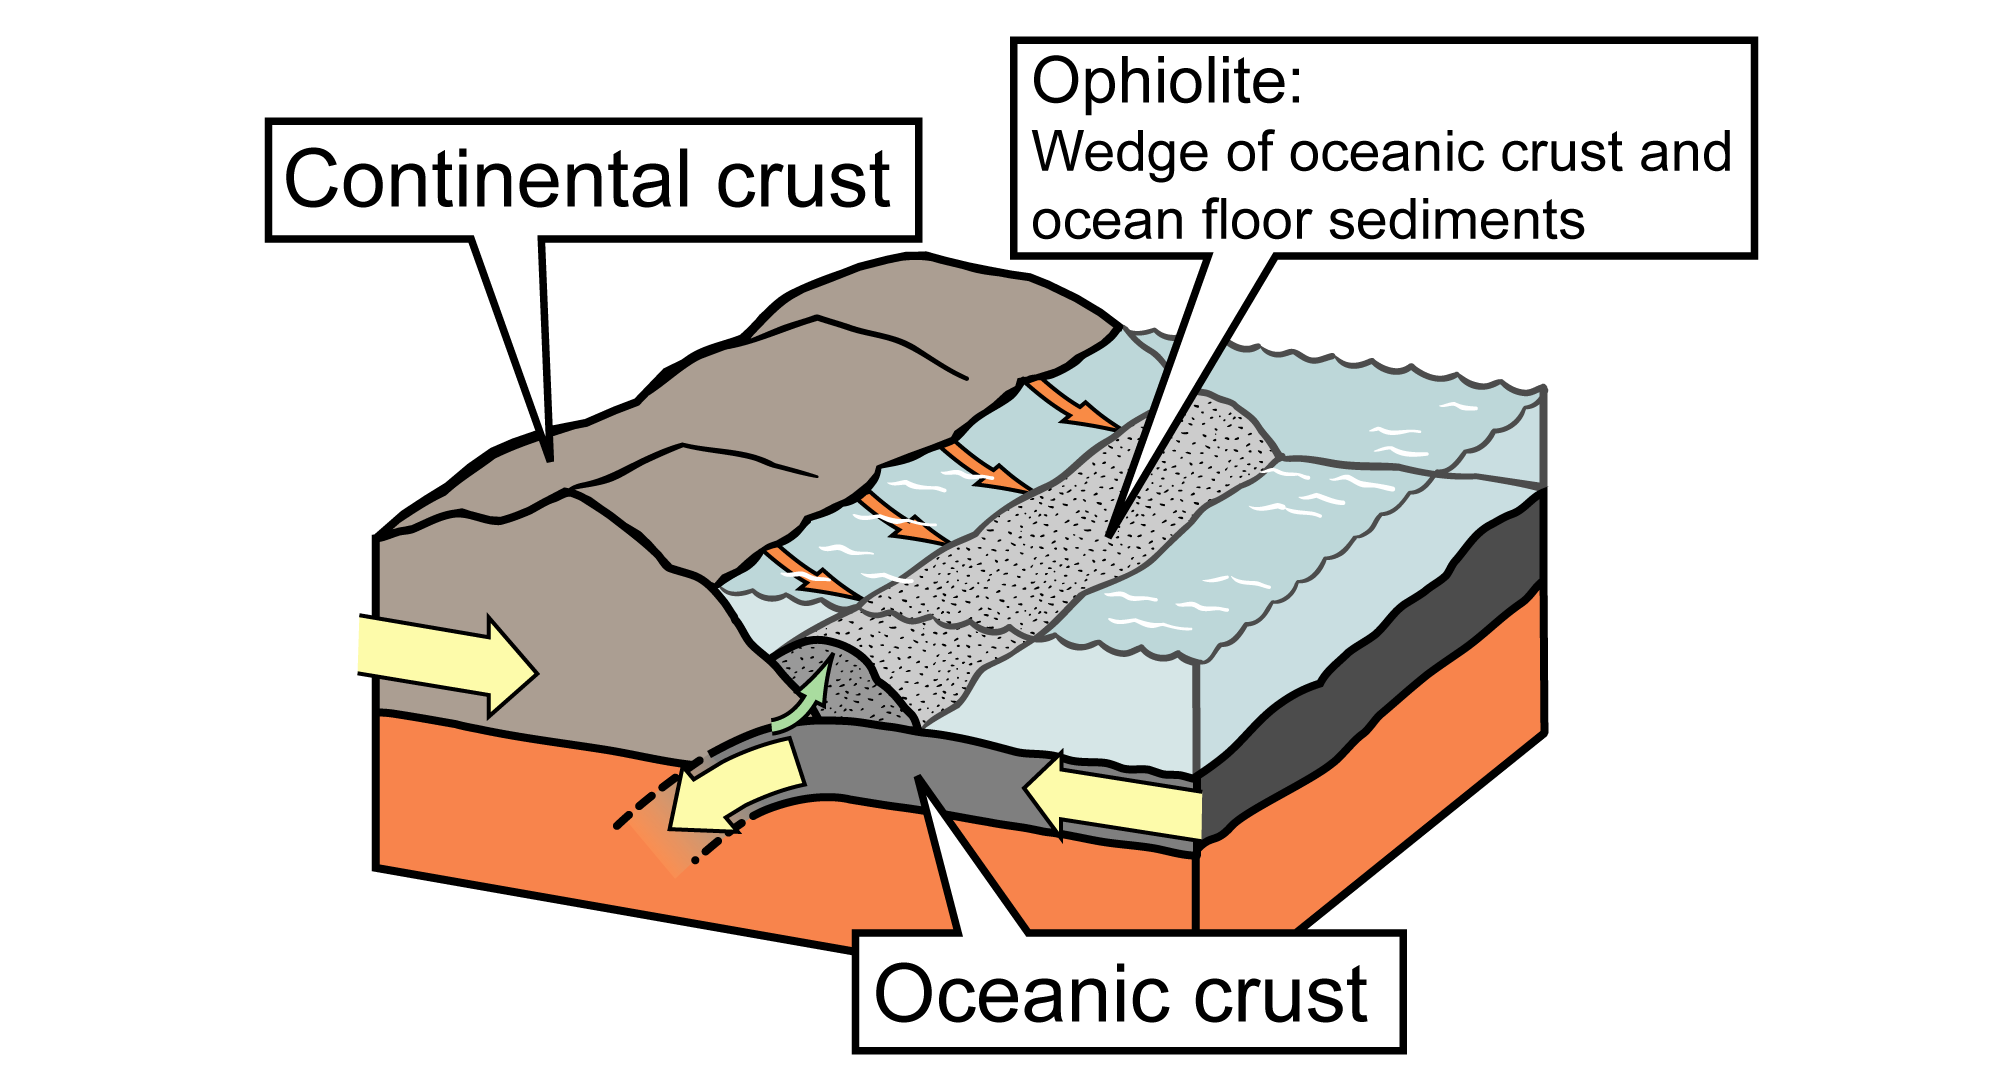 Continental crust
Ophiolite:
Wedge of oceanic crust and
ocean floor sediments
Oceanic crust